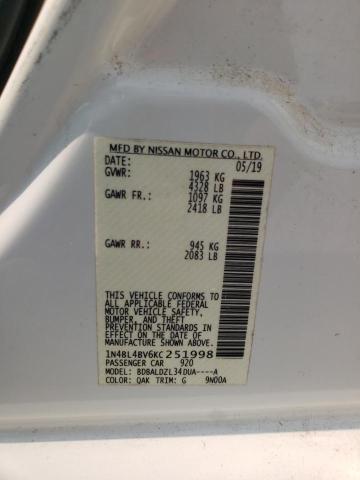 MFD BY NISSAN MOTOR CO., LTD.
DATE: 05/19
GVWR: 1963 KG
4328 LB
GAWR FR.: 1097 KG
2418 LB
GAWR RR.: 945 KG
2083 LB
THIS VEHICLE CONFORMS TO
ALL APPLICABLE FEDERAL
MOTOR VEHICLE SAFETY,
BUMPER, AND THEFT
PREVENTION STANDARDS
IN EFFECT ON THE DATE OF
MANUFACTURE SHOWN ABOVE.
1N4BL4BV6KC251998
PASSENGER CAR 920
MODEL: BDBALDZL34DUA----A
COLOR: QAK TRIM: G 9N00A